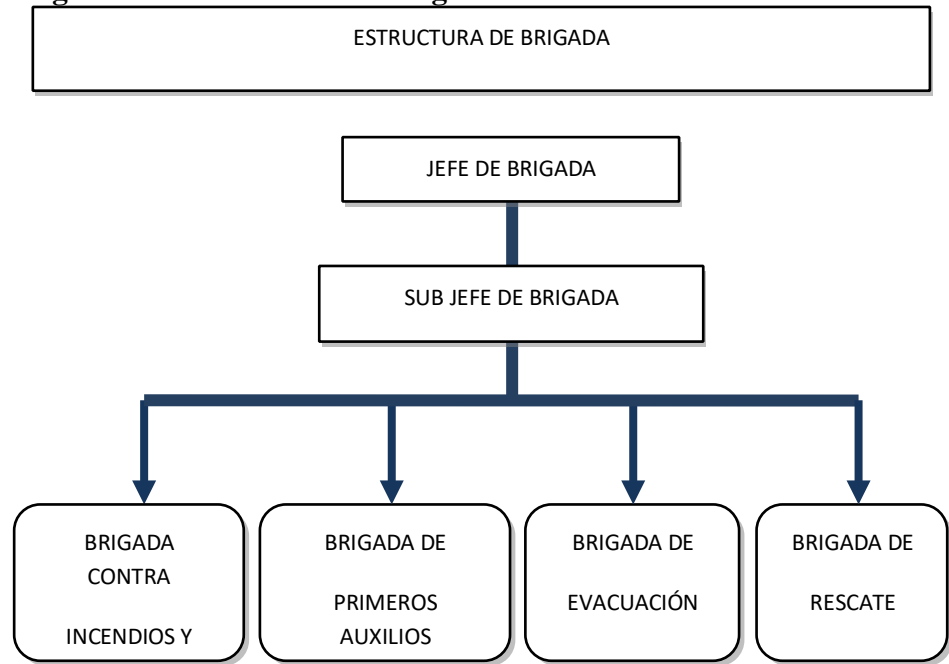 ESTRUCTURA DE BRIGADA
JEFE DE BRIGADA
SUB JEFE DE BRIGADA
BRIGADA
CONTRA
INCENDIOS Y
BRIGADA DE
PRIMEROS
AUXILIOS
BRIGADA DE
EVACUACIÓN
BRIGADA DE
RESCATE